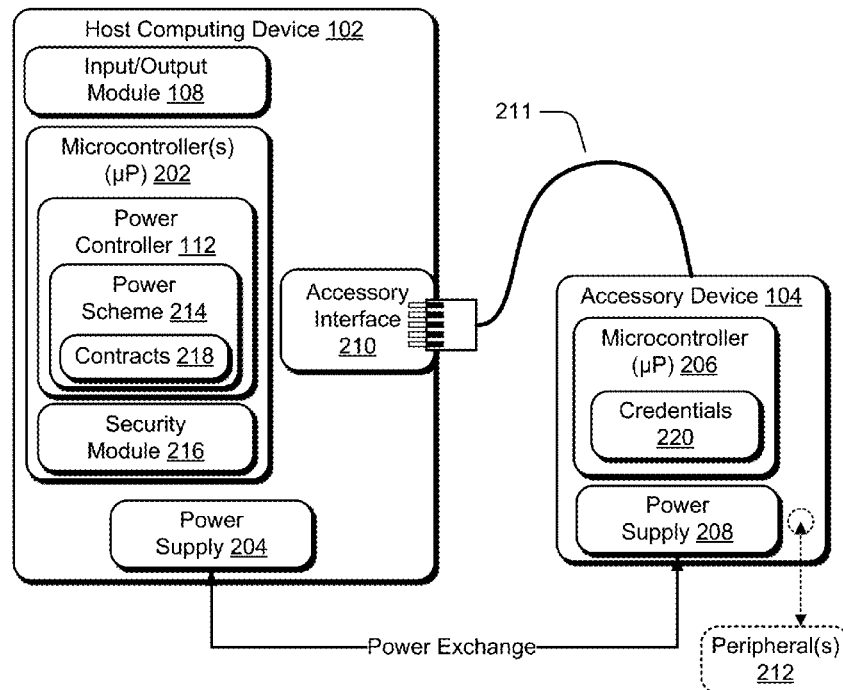 Host Computing Device 102
Input/Output
Module 108
Microcontroller(s)
(µP) 202
Power
Controller 112
Power
Scheme 214
Contracts 218
Security
Module 216
Power
Supply 204
Accessory
Interface
210
211
Accessory Device 104
Microcontroller
(µP) 206
Credentials
220
Power
Supply 208
Power Exchange
Peripheral(s)
212